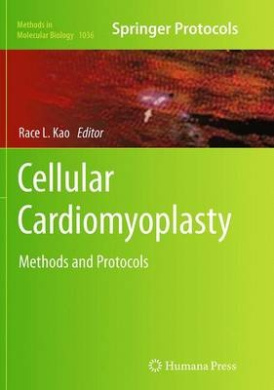 Methods in
Molecular Biology 1036
Springer Protocols
Race L. Kao Editor
Cellular
Cardiomyoplasty
Methods and Protocols
Humana Press